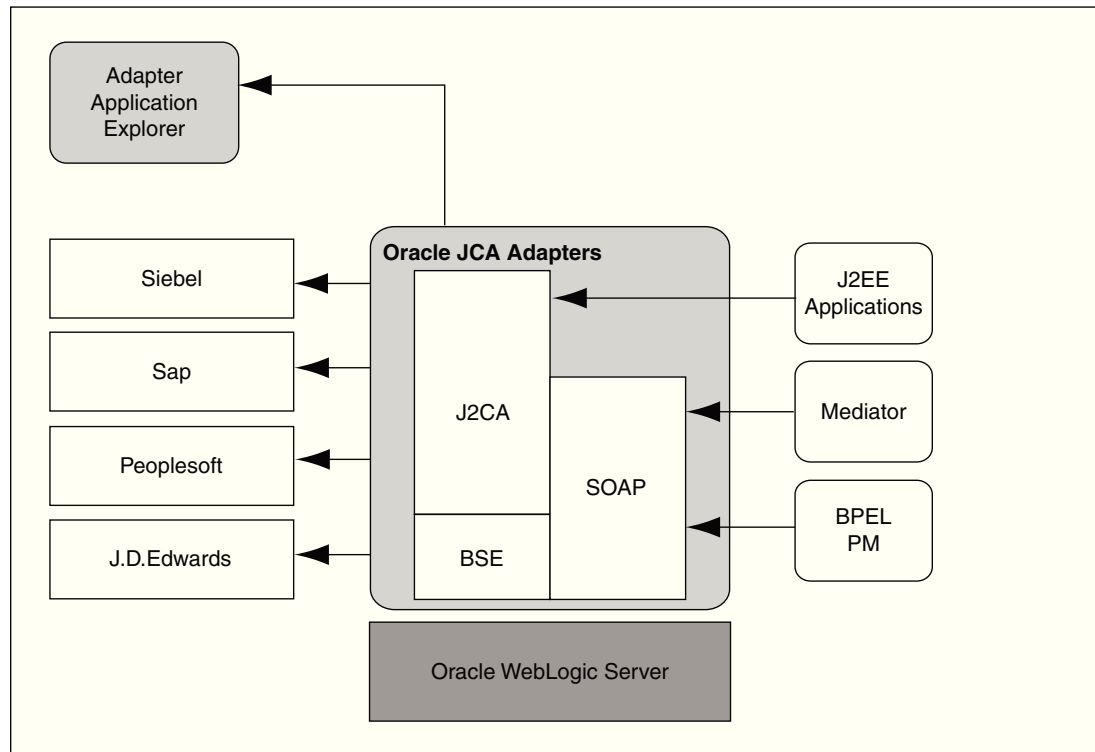 Adapter
Application
Explorer
Oracle JCA Adapters
Siebel
Sap
Peoplesoft
J.D.Edwards
J2CA
BSE
SOAP
J2EE
Applications
Mediator
BPEL
PM
Oracle WebLogic Server